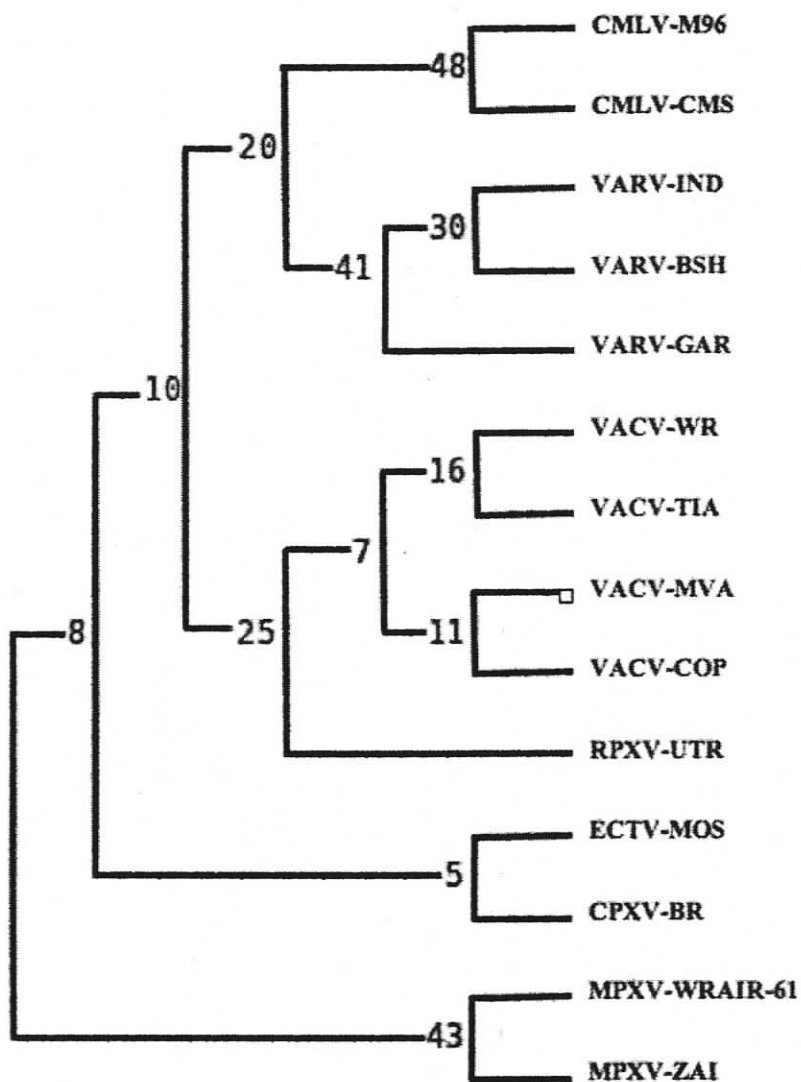 CMLV-M96
48
CMLV-CMS
20
VARV-IND
30
VARV-BSH
41
VARV-GAR
10
VACV-WR
16
VACV-TIA
7
VACV-MVA
8
25
11
VACV-COP
RPXV-UTR
ECTV-MOS
5
CPXV-BR
MPXV-WRAIR-61
43
MPXV-ZAI